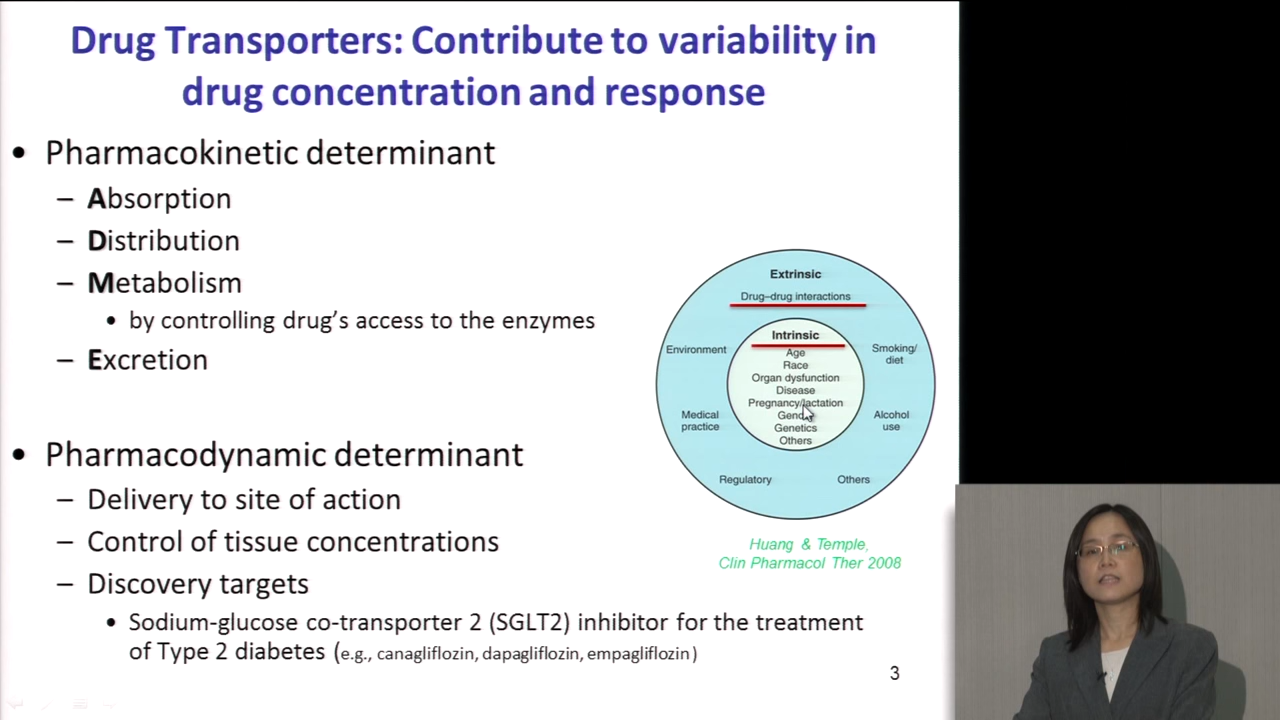 Drug Transporters: Contribute to variability in
drug concentration and response
• Pharmacokinetic determinant
– Absorption
– Distribution
– Metabolism
• by controlling drug's access to the enzymes
– Excretion
• Pharmacodynamic determinant
– Delivery to site of action
– Control of tissue concentrations
– Discovery targets
• Sodium-glucose co-transporter 2 (SGLT2) inhibitor for the treatment
of Type 2 diabetes (e.g., canagliflozin, dapagliflozin, empagliflozin)
Extrinsic
Drug–drug interactions
Environment
Smoking/
diet
Medical
practice
Alcohol
use
Regulatory
Others
Intrinsic
Age
Race
Organ dysfunction
Disease
Pregnancy/lactation
Genetics
Others
Huang & Temple,
Clin Pharmacol Ther 2008
3